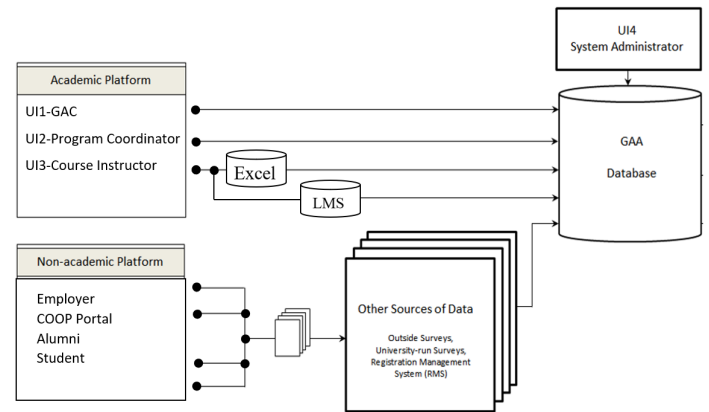 UI4
System Administrator
Academic Platform
UI1-GAC
UI2-Program Coordinator
UI3-Course Instructor
Excel
LMS
GAA
Database
Non-academic Platform
Employer
COOP Portal
Alumni
Student
Other Sources of Data
Outside Surveys,
University-run Surveys,
Registration Management
System (RMS)